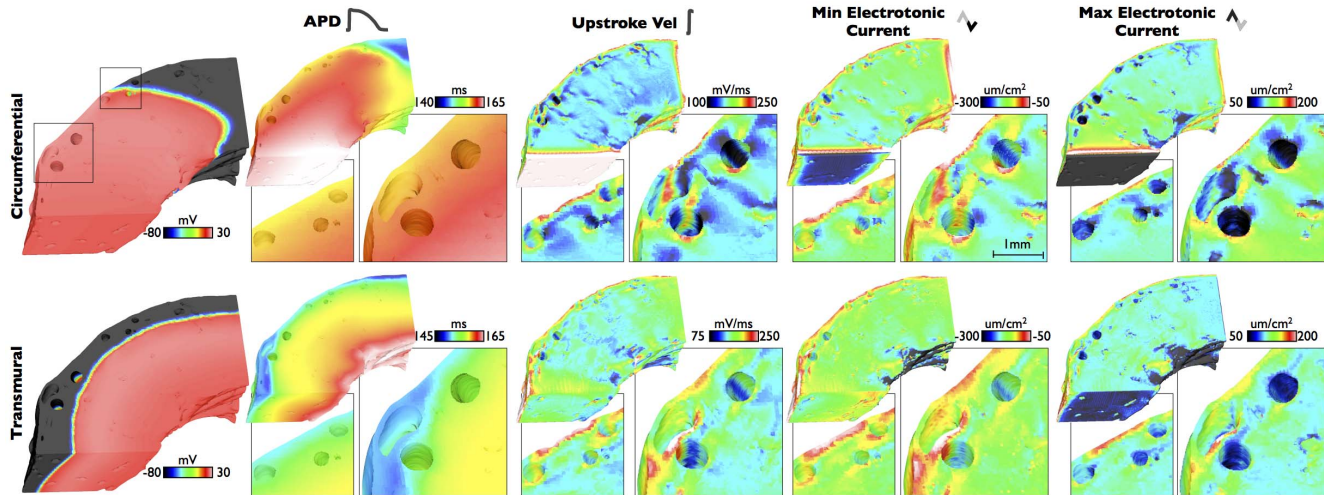 APD
Upstroke Vel
Min Electrotonic
Current
Max Electrotonic
Current
Circumferential
-80 mV 30
ms
140 165
mV/ms
100 250
um/cm²
-300 -50
1mm
um/cm²
50 200
Transmural
-80 mV 30
ms
145 165
mV/ms
75 250
um/cm²
-300 -50
um/cm²
50 200